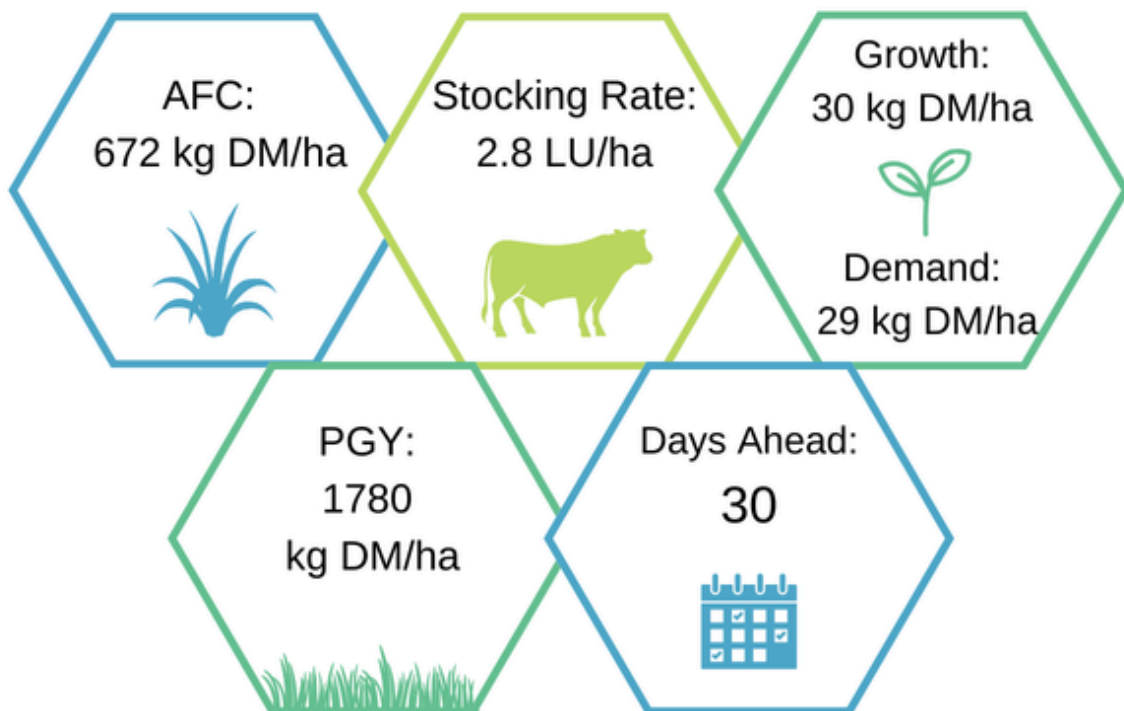 AFC:
672 kg DM/ha
Stocking Rate:
2.8 LU/ha
Growth:
30 kg DM/ha
Demand:
29 kg DM/ha
PGY:
1780
kg DM/ha
Days Ahead:
30